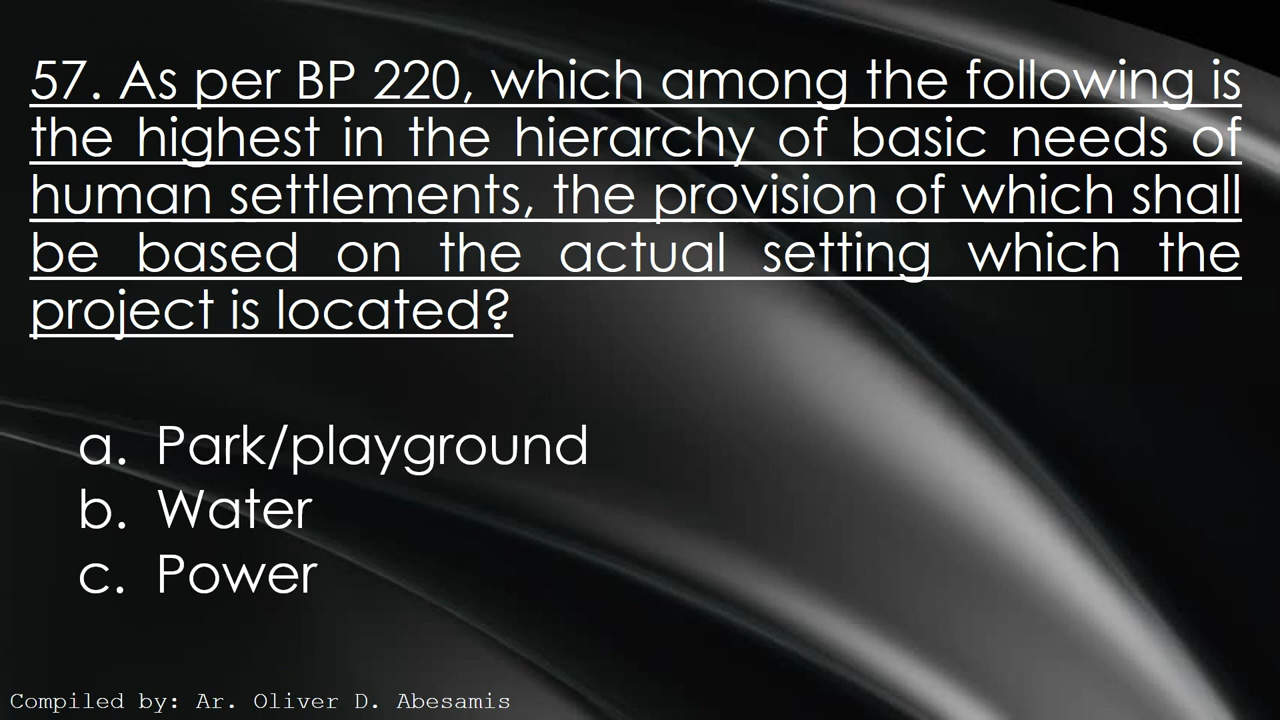 57. As per BP 220, which among the following is
the highest in the hierarchy of basic needs of
human settlements, the provision of which shall
be based on the actual setting which the
project is located?
a. Park/playground
b. Water
c. Power
Compiled by: Ar. Oliver D. Abesamis